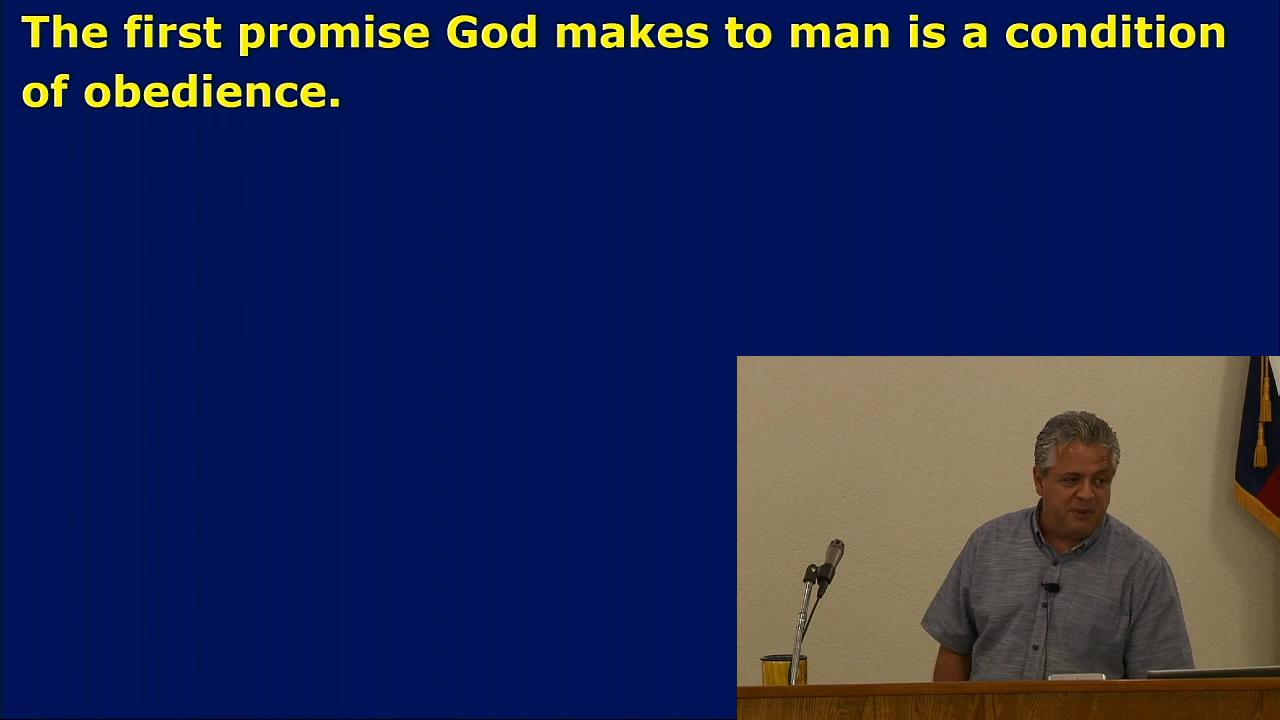 The first promise God makes to man is a condition
of obedience.